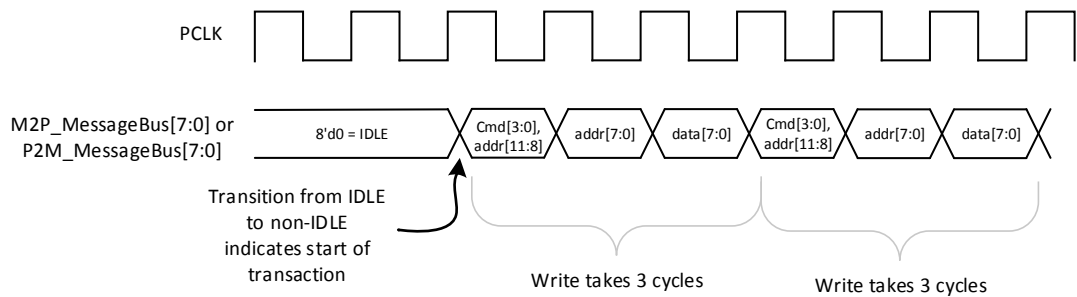 PCLK
M2P_MessageBus[7:0] or
P2M_MessageBus[7:0]
8'd0 = IDLE
Cmd[3:0],
addr[11:8]
addr[7:0]
data[7:0]
Cmd[3:0],
addr[11:8]
addr[7:0]
data[7:0]
Transition from IDLE
to non-IDLE
indicates start of
transaction
Write takes 3 cycles
Write takes 3 cycles